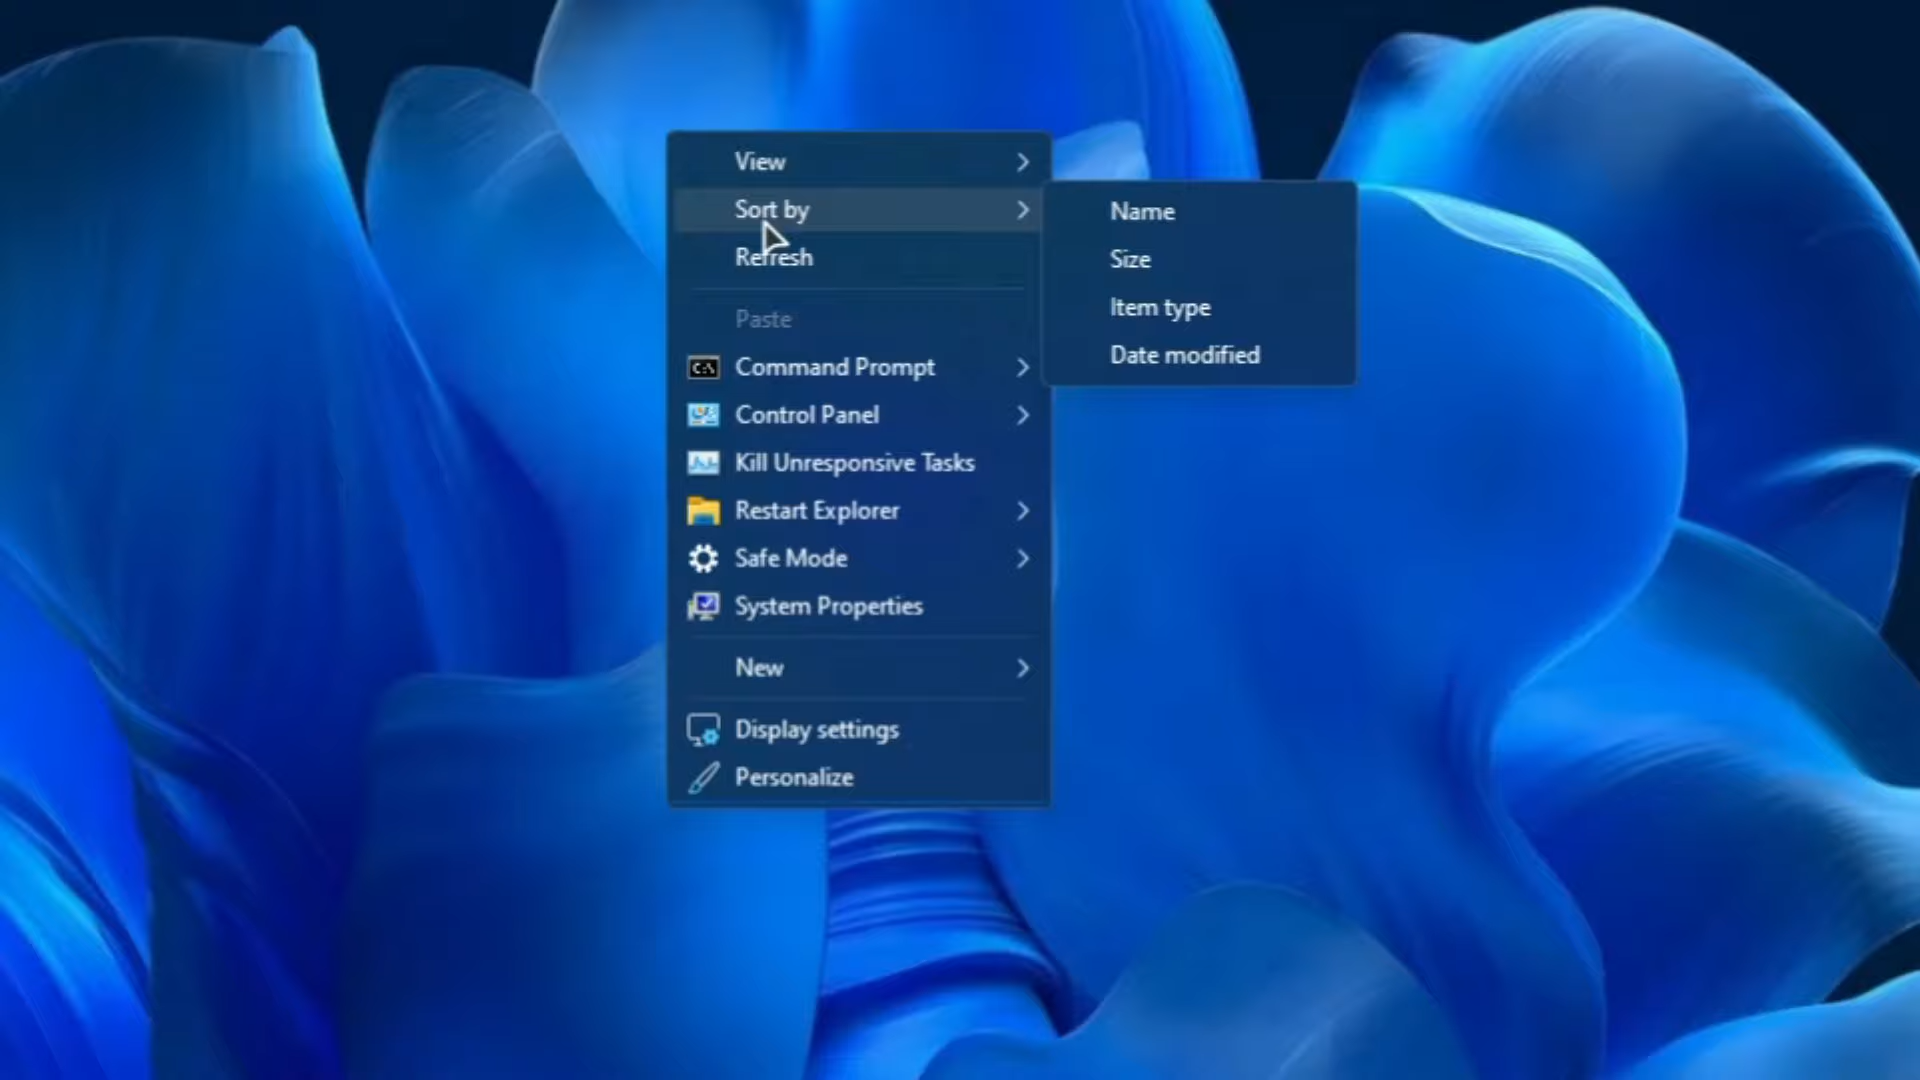 View
Sort by
Refresh
Paste
Command Prompt
Control Panel
Kill Unresponsive Tasks
Restart Explorer
Safe Mode
System Properties
New
Display settings
Personalize
Name
Size
Item type
Date modified